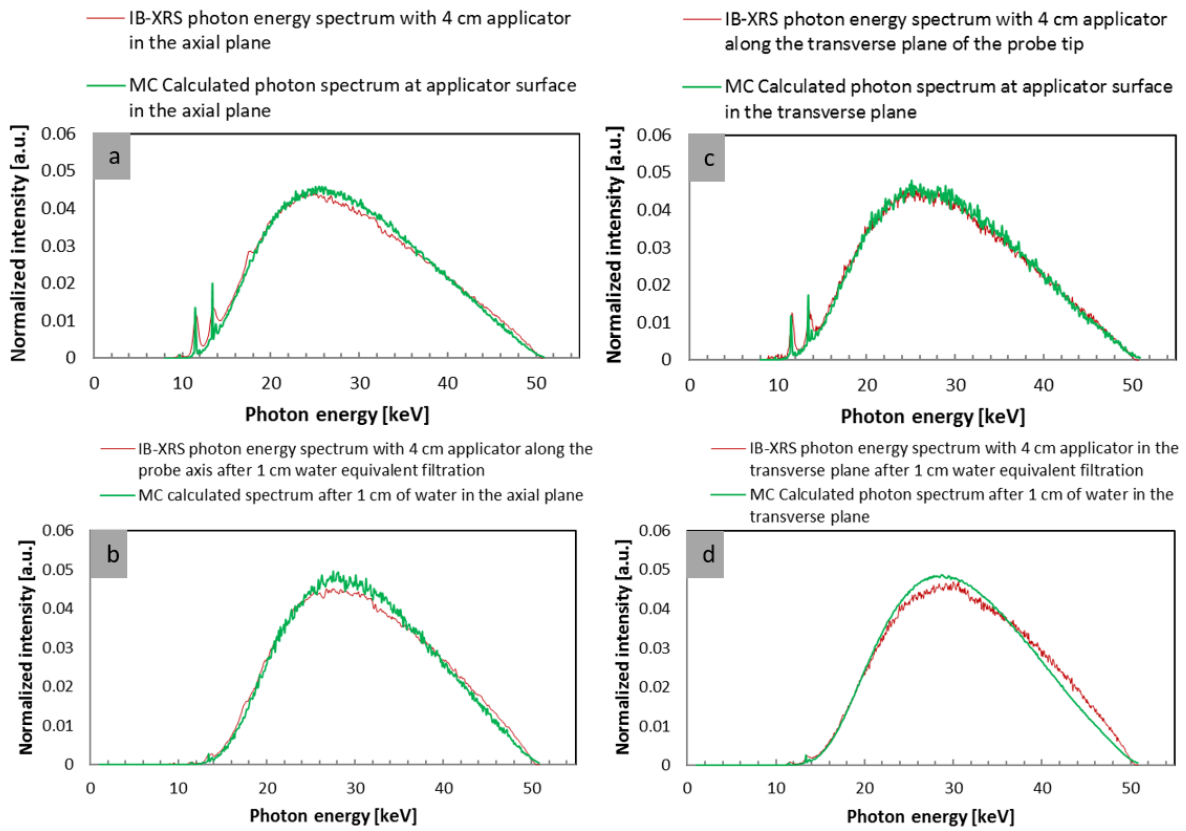 IB-XRS photon energy spectrum with 4 cm applicator
in the axial plane
MC Calculated photon spectrum at applicator surface
in the axial plane
a
Normalized intensity [a.u.]
0.06
0.05
0.04
0.03
0.02
0.01
0
0 10 20 30 40 50
Photon energy [keV]
IB-XRS photon energy spectrum with 4 cm applicator along the
probe axis after 1 cm water equivalent filtration
MC calculated spectrum after 1 cm of water in the axial plane
b
Normalized intensity [a.u.]
0.06
0.05
0.04
0.03
0.02
0.01
0
0 10 20 30 40 50
Photon energy [keV]
IB-XRS photon energy spectrum with 4 cm applicator
along the transverse plane of the probe tip
MC Calculated photon spectrum at applicator surface
in the transverse plane
c
Normalized intensity [a.u.]
0.06
0.05
0.04
0.03
0.02
0.01
0
0 10 20 30 40 50
Photon energy [keV]
IB-XRS photon energy spectrum with 4 cm applicator in the
transverse plane after 1 cm water equivalent filtration
MC Calculated photon spectrum after 1 cm of water in the
transverse plane
d
Normalized intensity [a.u.]
0.06
0.05
0.04
0.03
0.02
0.01
0
0 10 20 30 40 50
Photon energy [keV]